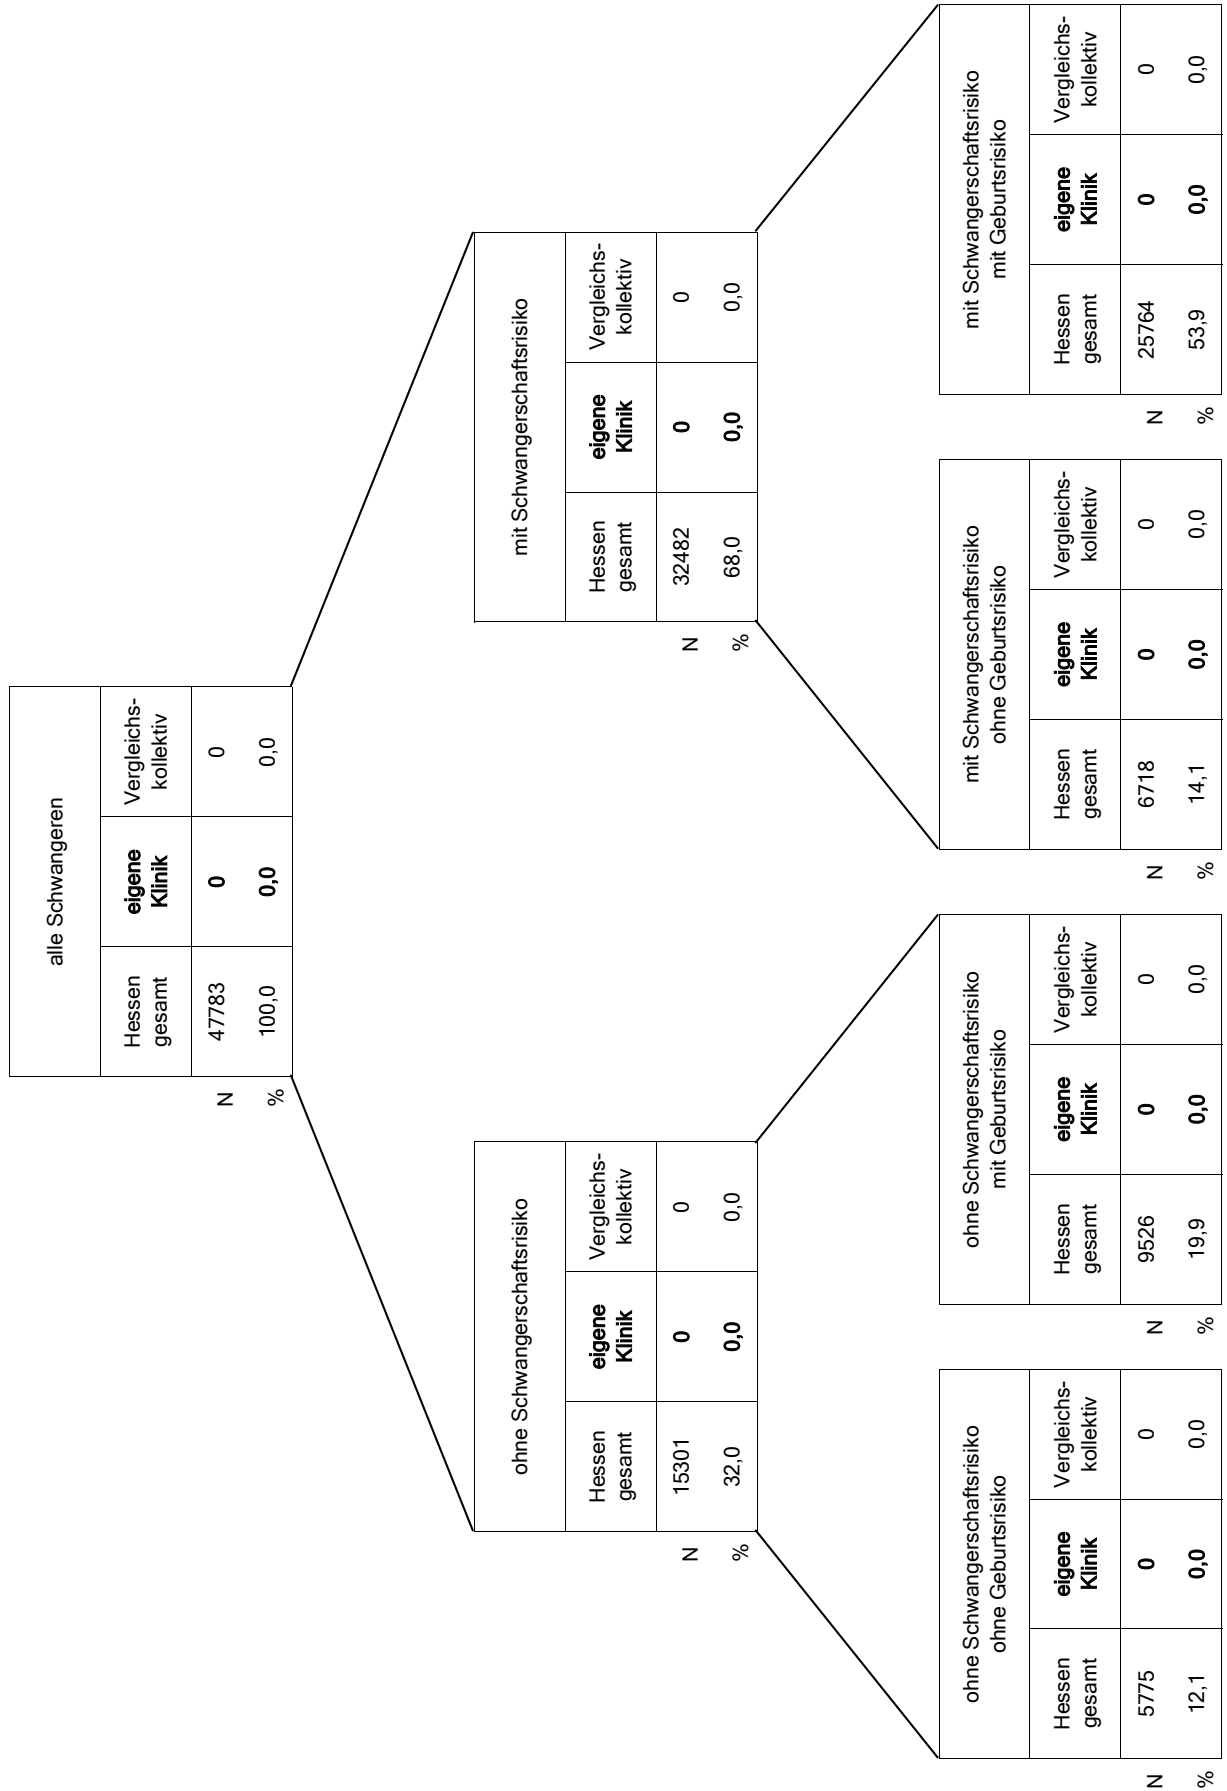 alle Schwangeren
Hessen
gesamt
eigene
Klinik
Vergleichs-
kollektiv
N 47783 0 0
% 100,0 0,0 0,0
ohne Schwangerschaftsrisiko
Hessen
gesamt
eigene
Klinik
Vergleichs-
kollektiv
N 15301 0 0
% 32,0 0,0 0,0
mit Schwangerschaftsrisiko
Hessen
gesamt
eigene
Klinik
Vergleichs-
kollektiv
N 32482 0 0
% 68,0 0,0 0,0
ohne Schwangerschaftsrisiko
ohne Geburtsrisiko
Hessen
gesamt
eigene
Klinik
Vergleichs-
kollektiv
N 5775 0 0
% 12,1 0,0 0,0
ohne Schwangerschaftsrisiko
mit Geburtsrisiko
Hessen
gesamt
eigene
Klinik
Vergleichs-
kollektiv
N 9526 0 0
% 19,9 0,0 0,0
mit Schwangerschaftsrisiko
ohne Geburtsrisiko
Hessen
gesamt
eigene
Klinik
Vergleichs-
kollektiv
N 6718 0 0
% 14,1 0,0 0,0
mit Schwangerschaftsrisiko
mit Geburtsrisiko
Hessen
gesamt
eigene
Klinik
Vergleichs-
kollektiv
N 25764 0 0
% 53,9 0,0 0,0